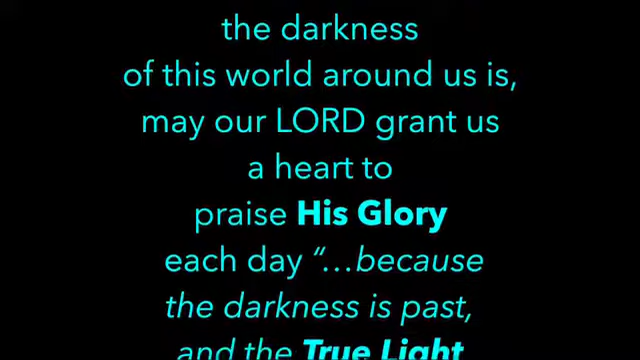 the darkness
of this world around us is,
may our LORD grant us
a heart to
praise His Glory
each day “…because
the darkness is past,
and the True Light